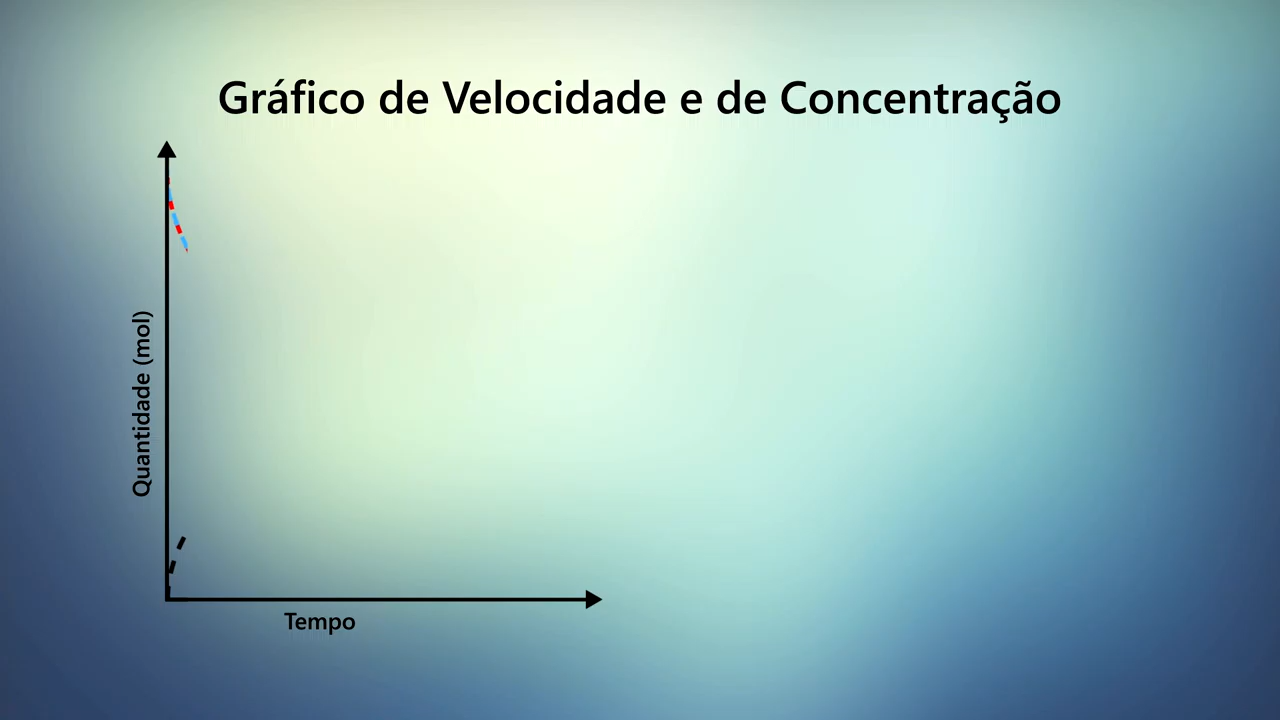 Gráfico de Velocidade e de Concentração
Quantidade (mol)
Tempo